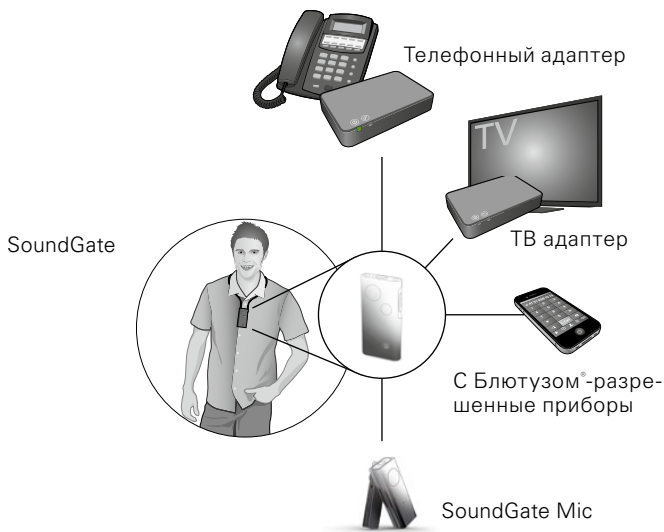 Телефонный адаптер
TV
ТВ адаптер
SoundGate
С Блютузом®-разре-
шенные приборы
SoundGate Mic